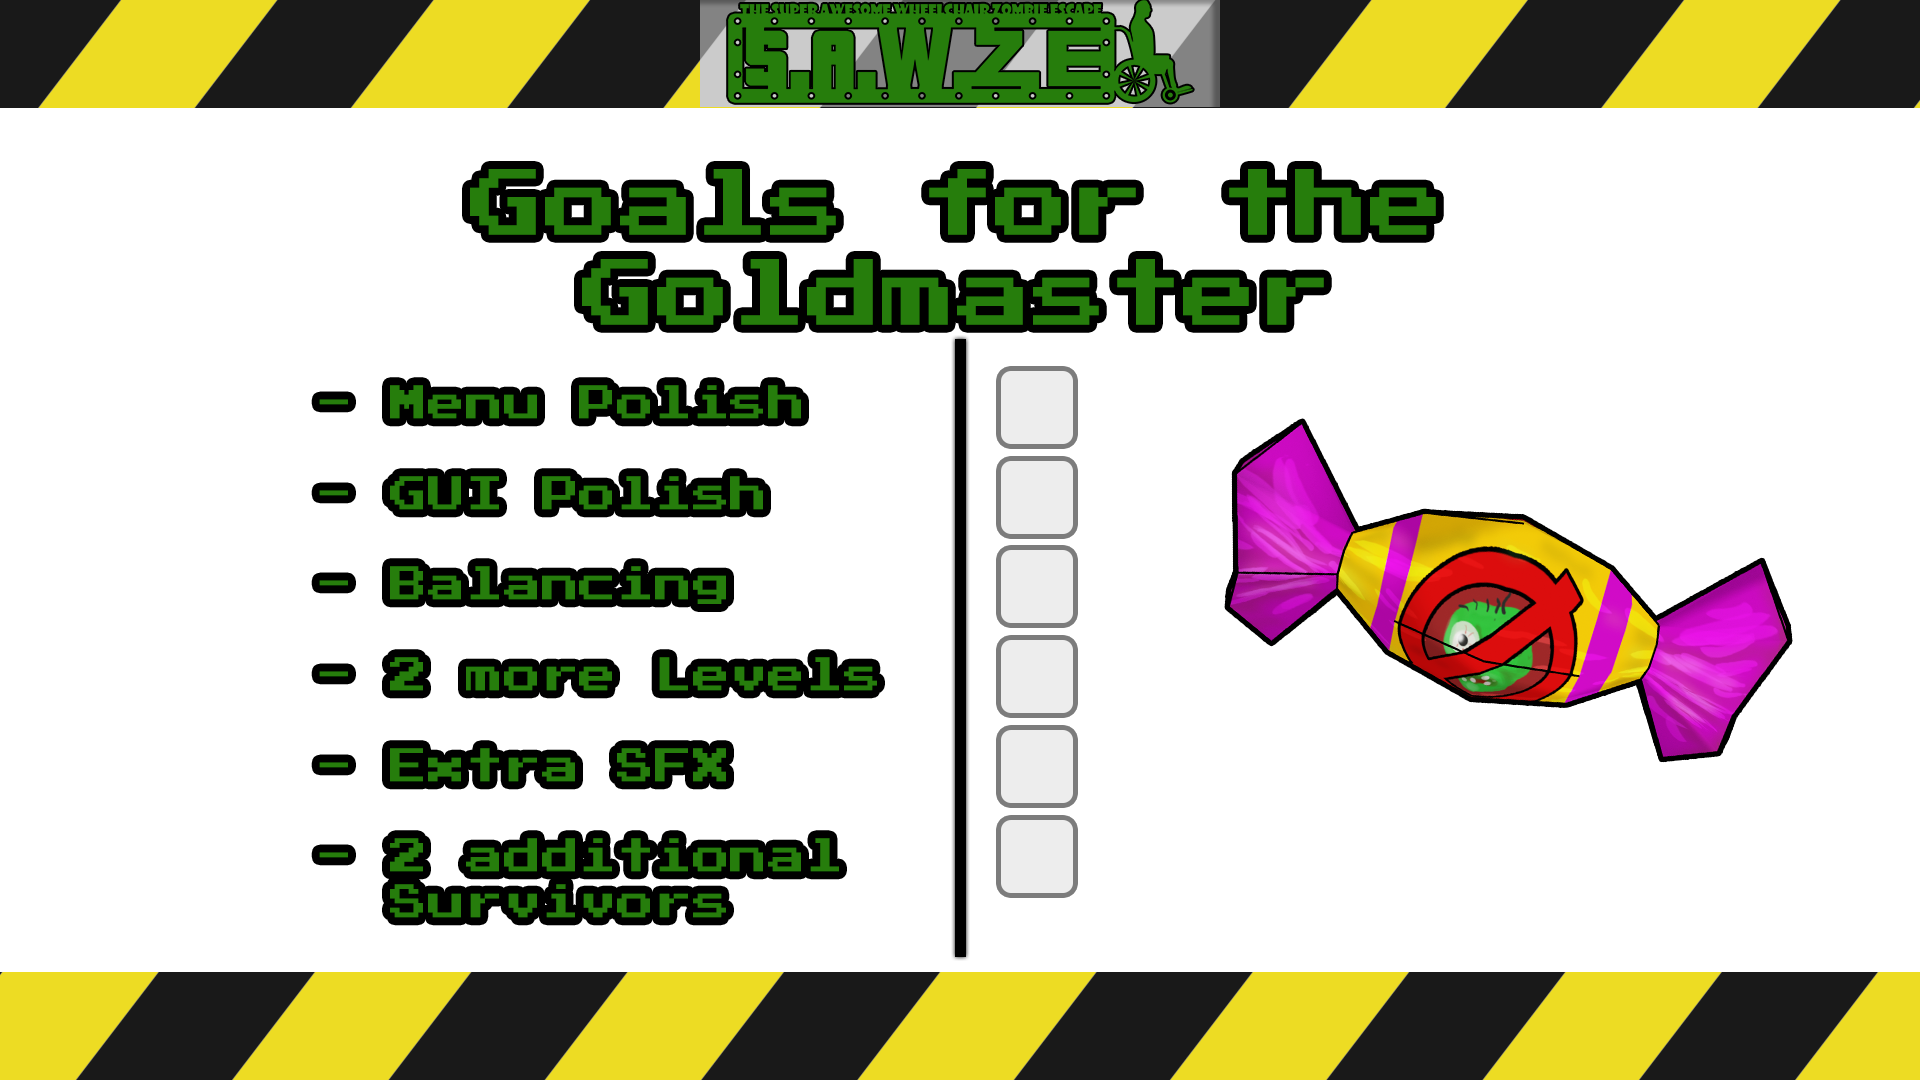 THE SUPER AWESOME WHEELCHAIR ZOMBIE ESCAPE
S.A.W.Z.E
Goals for the
Goldmaster
- Menu Polish
- GUI Polish
- Balancing
- 2 more Levels
- Extra SFX
- 2 additional
Survivors